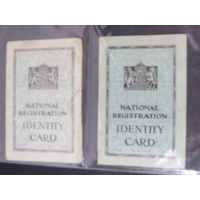 NATIONAL
REGISTRATION
IDENTITY
CARD
NATIONAL
REGISTRATION
IDENTITY
CARD